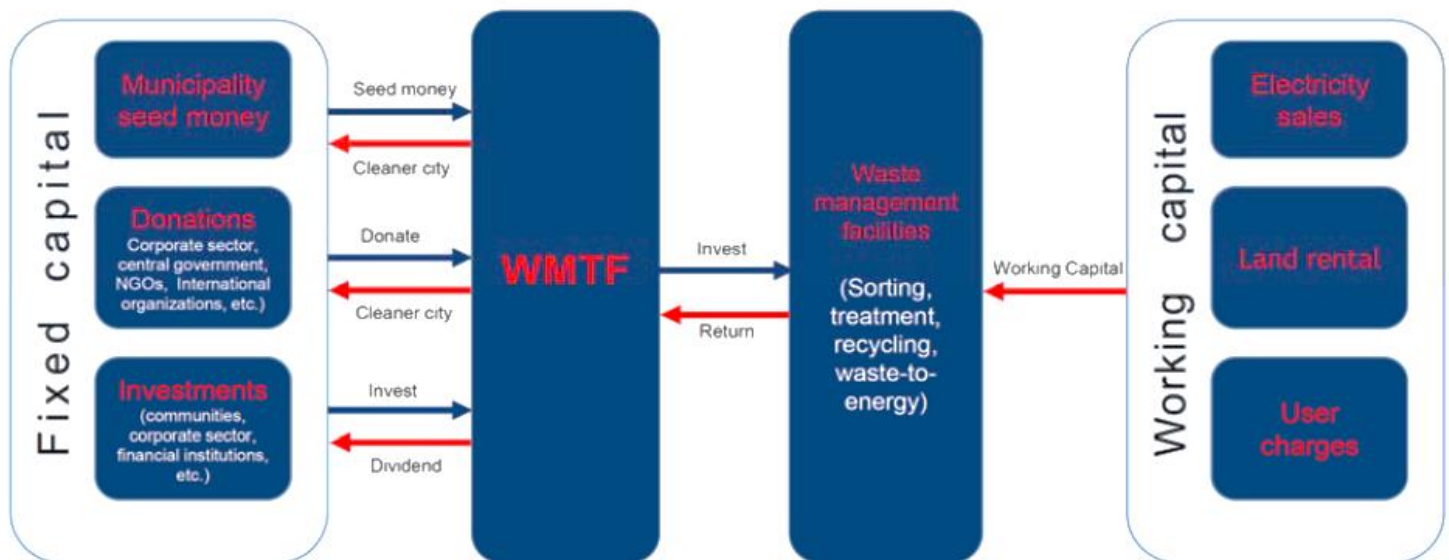 Fixed capital
Municipality
seed money
Donations
Corporate sector,
central government,
NGOs, International
organizations, etc.)
Investments
(communities,
corporate sector,
financial institutions,
etc.)
Seed money
Cleaner city
Donate
Cleaner city
Invest
Dividend
WMTF
Invest
Return
Waste
management
facilities
(Sorting,
treatment,
recycling,
waste-to-
energy)
Working Capital
Working capital
Electricity
sales
Land rental
User
charges